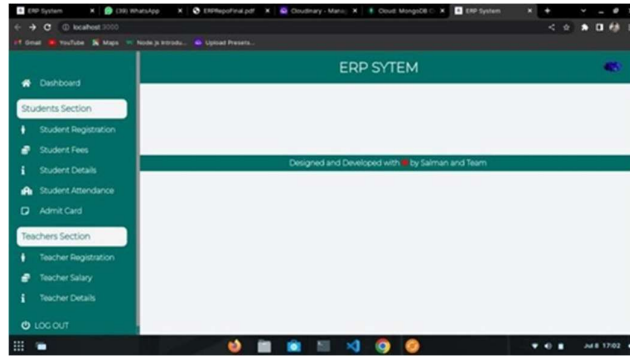 ERP System
(39) WhatsApp
ERPRepoFinal.pdf
Cloudinary - Manag
Cloud: MongoDB C
ERP System
localhost:3000
Gmail
YouTube
Maps
Node.js Introdu...
Upload Presets...
ERP SYTEM
Dashboard
Students Section
Student Registration
Student Fees
Student Details
Student Attendance
Admit Card
Teachers Section
Teacher Registration
Teacher Salary
Teacher Details
LOG OUT
Designed and Developed with by Salman and Team
Jul 8 17:02